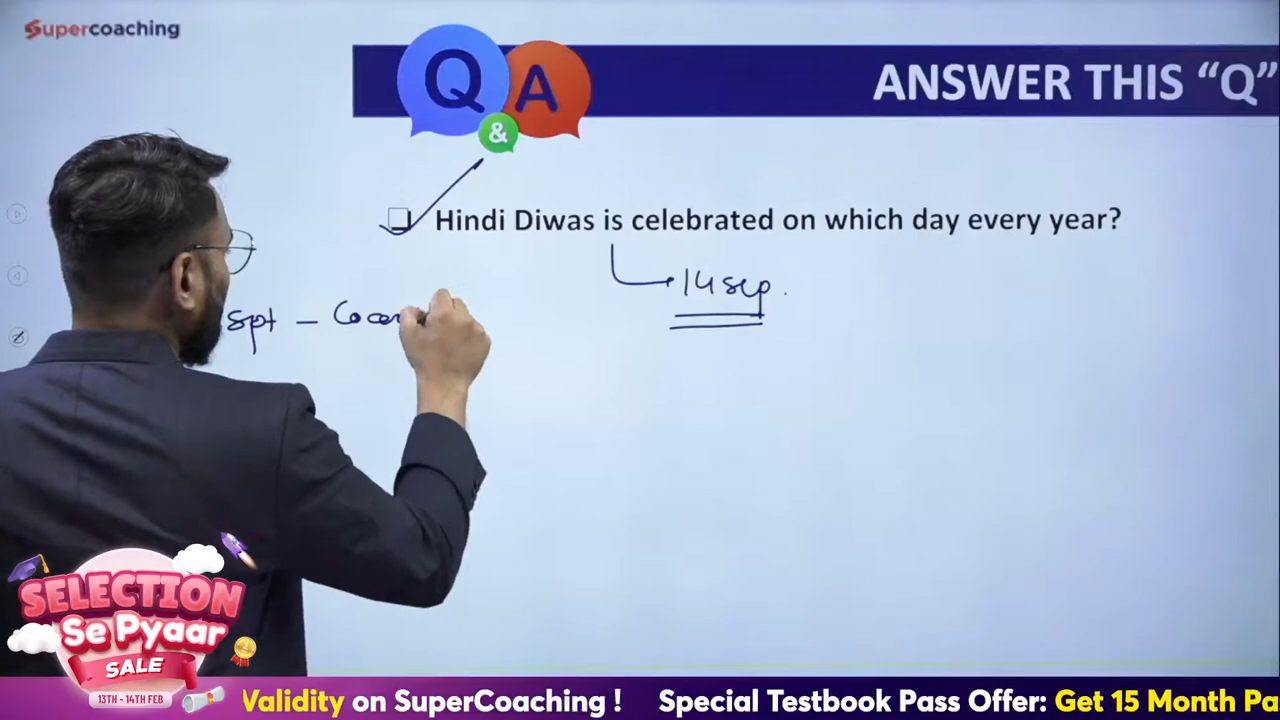 Supercoaching
Q & A
ANSWER THIS “Q”
Hindi Diwas is celebrated on which day every year?
14 sep.
spt -
SELECTION
Se Pyaar
SALE
13TH - 14TH FEB
Validity on SuperCoaching ! Special Testbook Pass Offer: Get 15 Month Pa